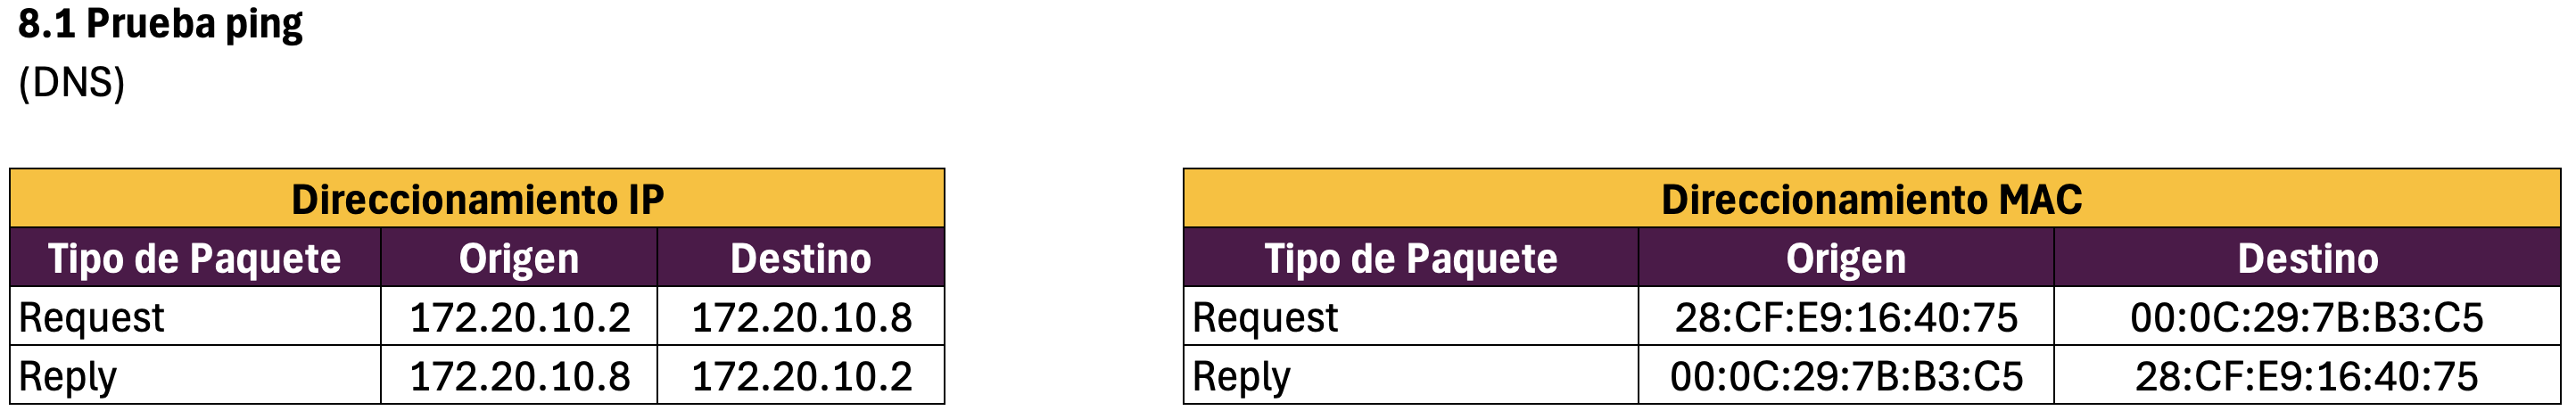 8.1 Prueba ping
(DNS)
Direccionamiento IP
Tipo de Paquete Origen Destino
Request 172.20.10.2 172.20.10.8
Reply 172.20.10.8 172.20.10.2
Direccionamiento MAC
Tipo de Paquete Origen Destino
Request 28:CF:E9:16:40:75 00:0C:29:7B:B3:C5
Reply 00:0C:29:7B:B3:C5 28:CF:E9:16:40:75